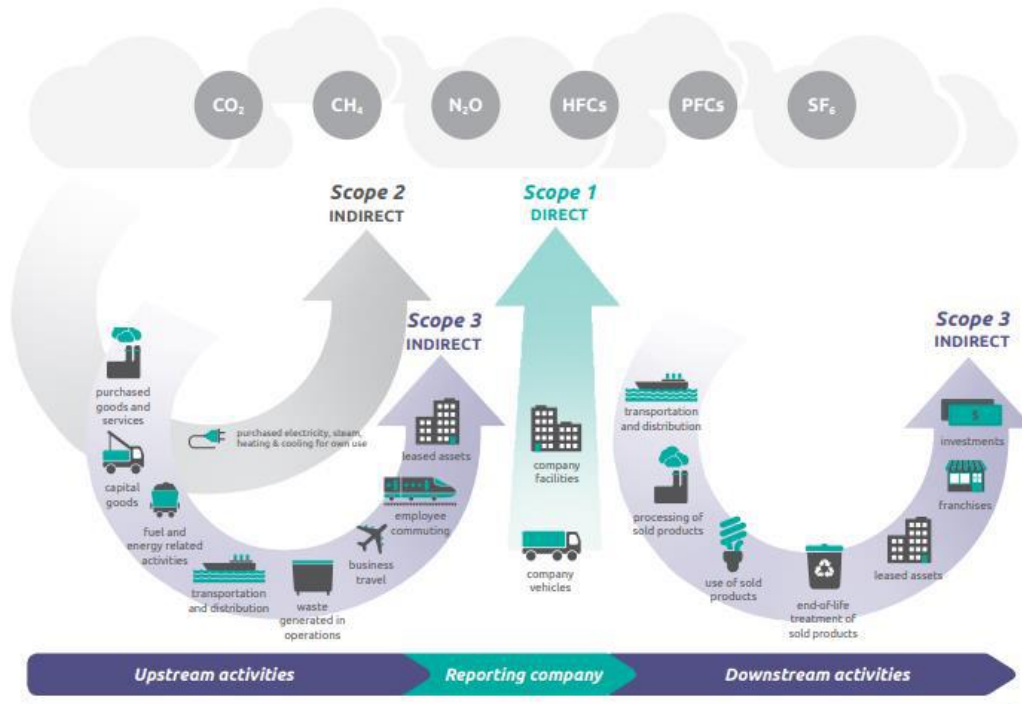 CO₂
CH₄
N₂O
HFCs
PFCs
SF₆
Scope 2
INDIRECT
Scope 1
DIRECT
Scope 3
INDIRECT
Scope 3
INDIRECT
purchased
goods and
services
capital
goods
fuel and
energy related
activities
transportation
and distribution
waste
generated in
operations
business
travel
employee
commuting
leased assets
purchased electricity, steam,
heating & cooling for own use
company
facilities
company
vehicles
transportation
and distribution
processing of
sold products
use of sold
products
end-of-life
treatment of
sold products
leased assets
franchises
investments
$
Upstream activities
Reporting company
Downstream activities